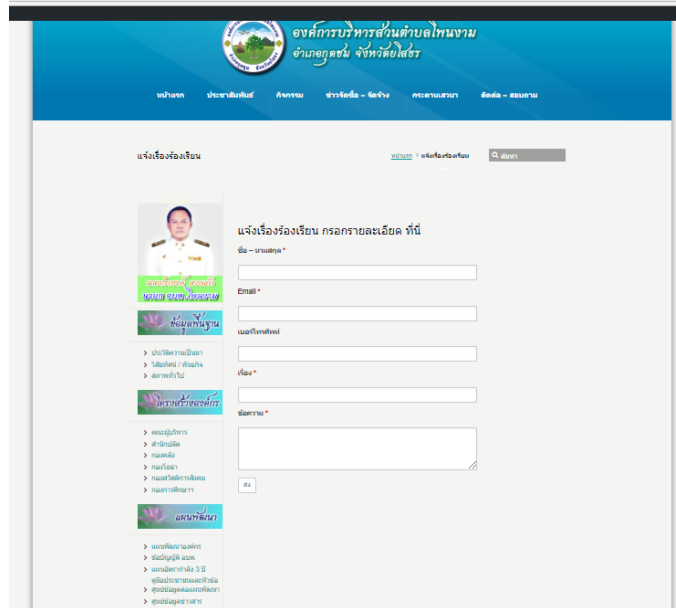 องค์การบริหารส่วนตำบลโพนงาม
อำเภอกุดชุม จังหวัดยโสธร
หน้าแรก ประชาสัมพันธ์ กิจกรรม ข่าวจัดซื้อ – จัดจ้าง กระดานเสวนา ติดต่อ – สอบถาม
แจ้งเรื่องร้องเรียน
หน้าแรก › แจ้งเรื่องร้องเรียน
ค้นหา
แจ้งเรื่องร้องเรียน กรอกรายละเอียด ที่นี่
ชื่อ – นามสกุล *
Email *
เบอร์โทรศัพท์
เรื่อง *
ข้อความ *
ส่ง
นายก อบต.โพนงาม
ข้อมูลพื้นฐาน
ประวัติความเป็นมา
วิสัยทัศน์ / พันธกิจ
สภาพทั่วไป
โครงสร้างองค์กร
คณะผู้บริหาร
สำนักปลัด
กองคลัง
กองโยธา
กองสวัสดิการสังคม
กองการศึกษาฯ
แผนพัฒนา
แผนพัฒนาองค์กร
ข้อบัญญัติ อบต.
แผนอัตรากำลัง 3 ปี
ศูนย์ข้อมูลข่าวสาร